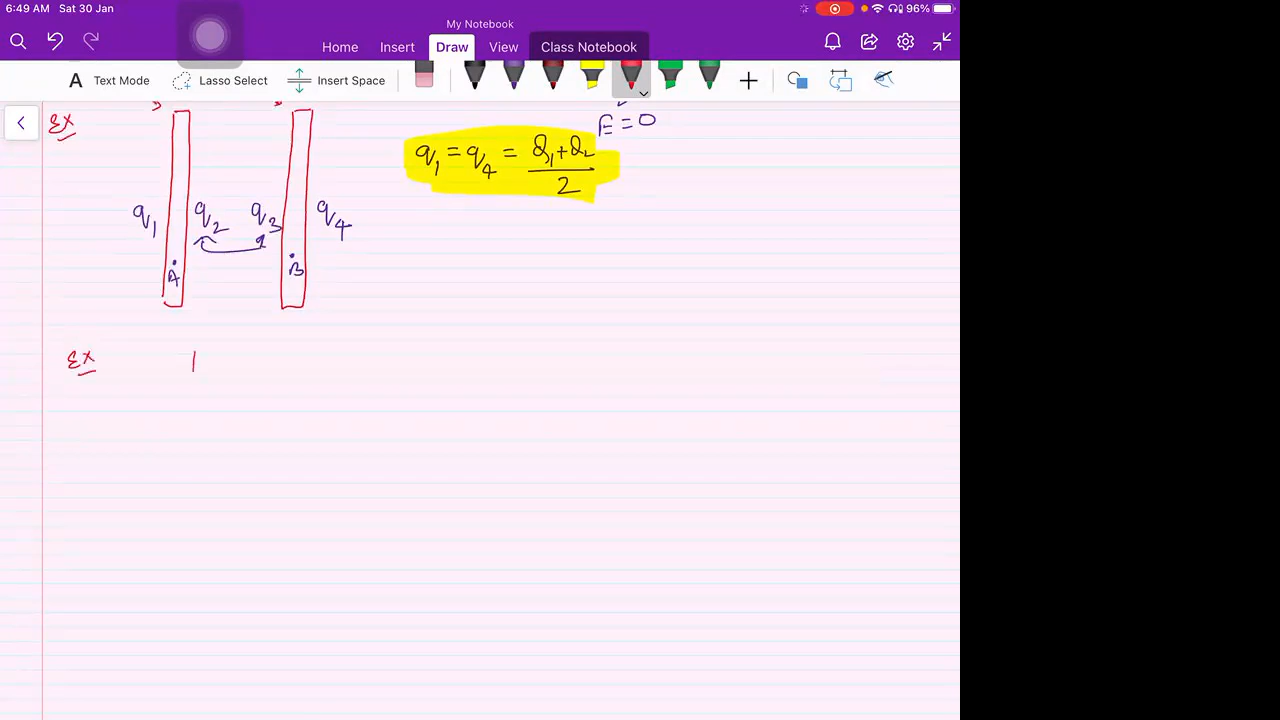 6:49 AM Sat 30 Jan
96%
My Notebook
Home Insert Draw View Class Notebook
A Text Mode Lasso Select Insert Space
Ex
E = 0
q₁ = q₄ = Q₁+Q₂
2
q₁ q₂ q₃ q₄
A B
Ex